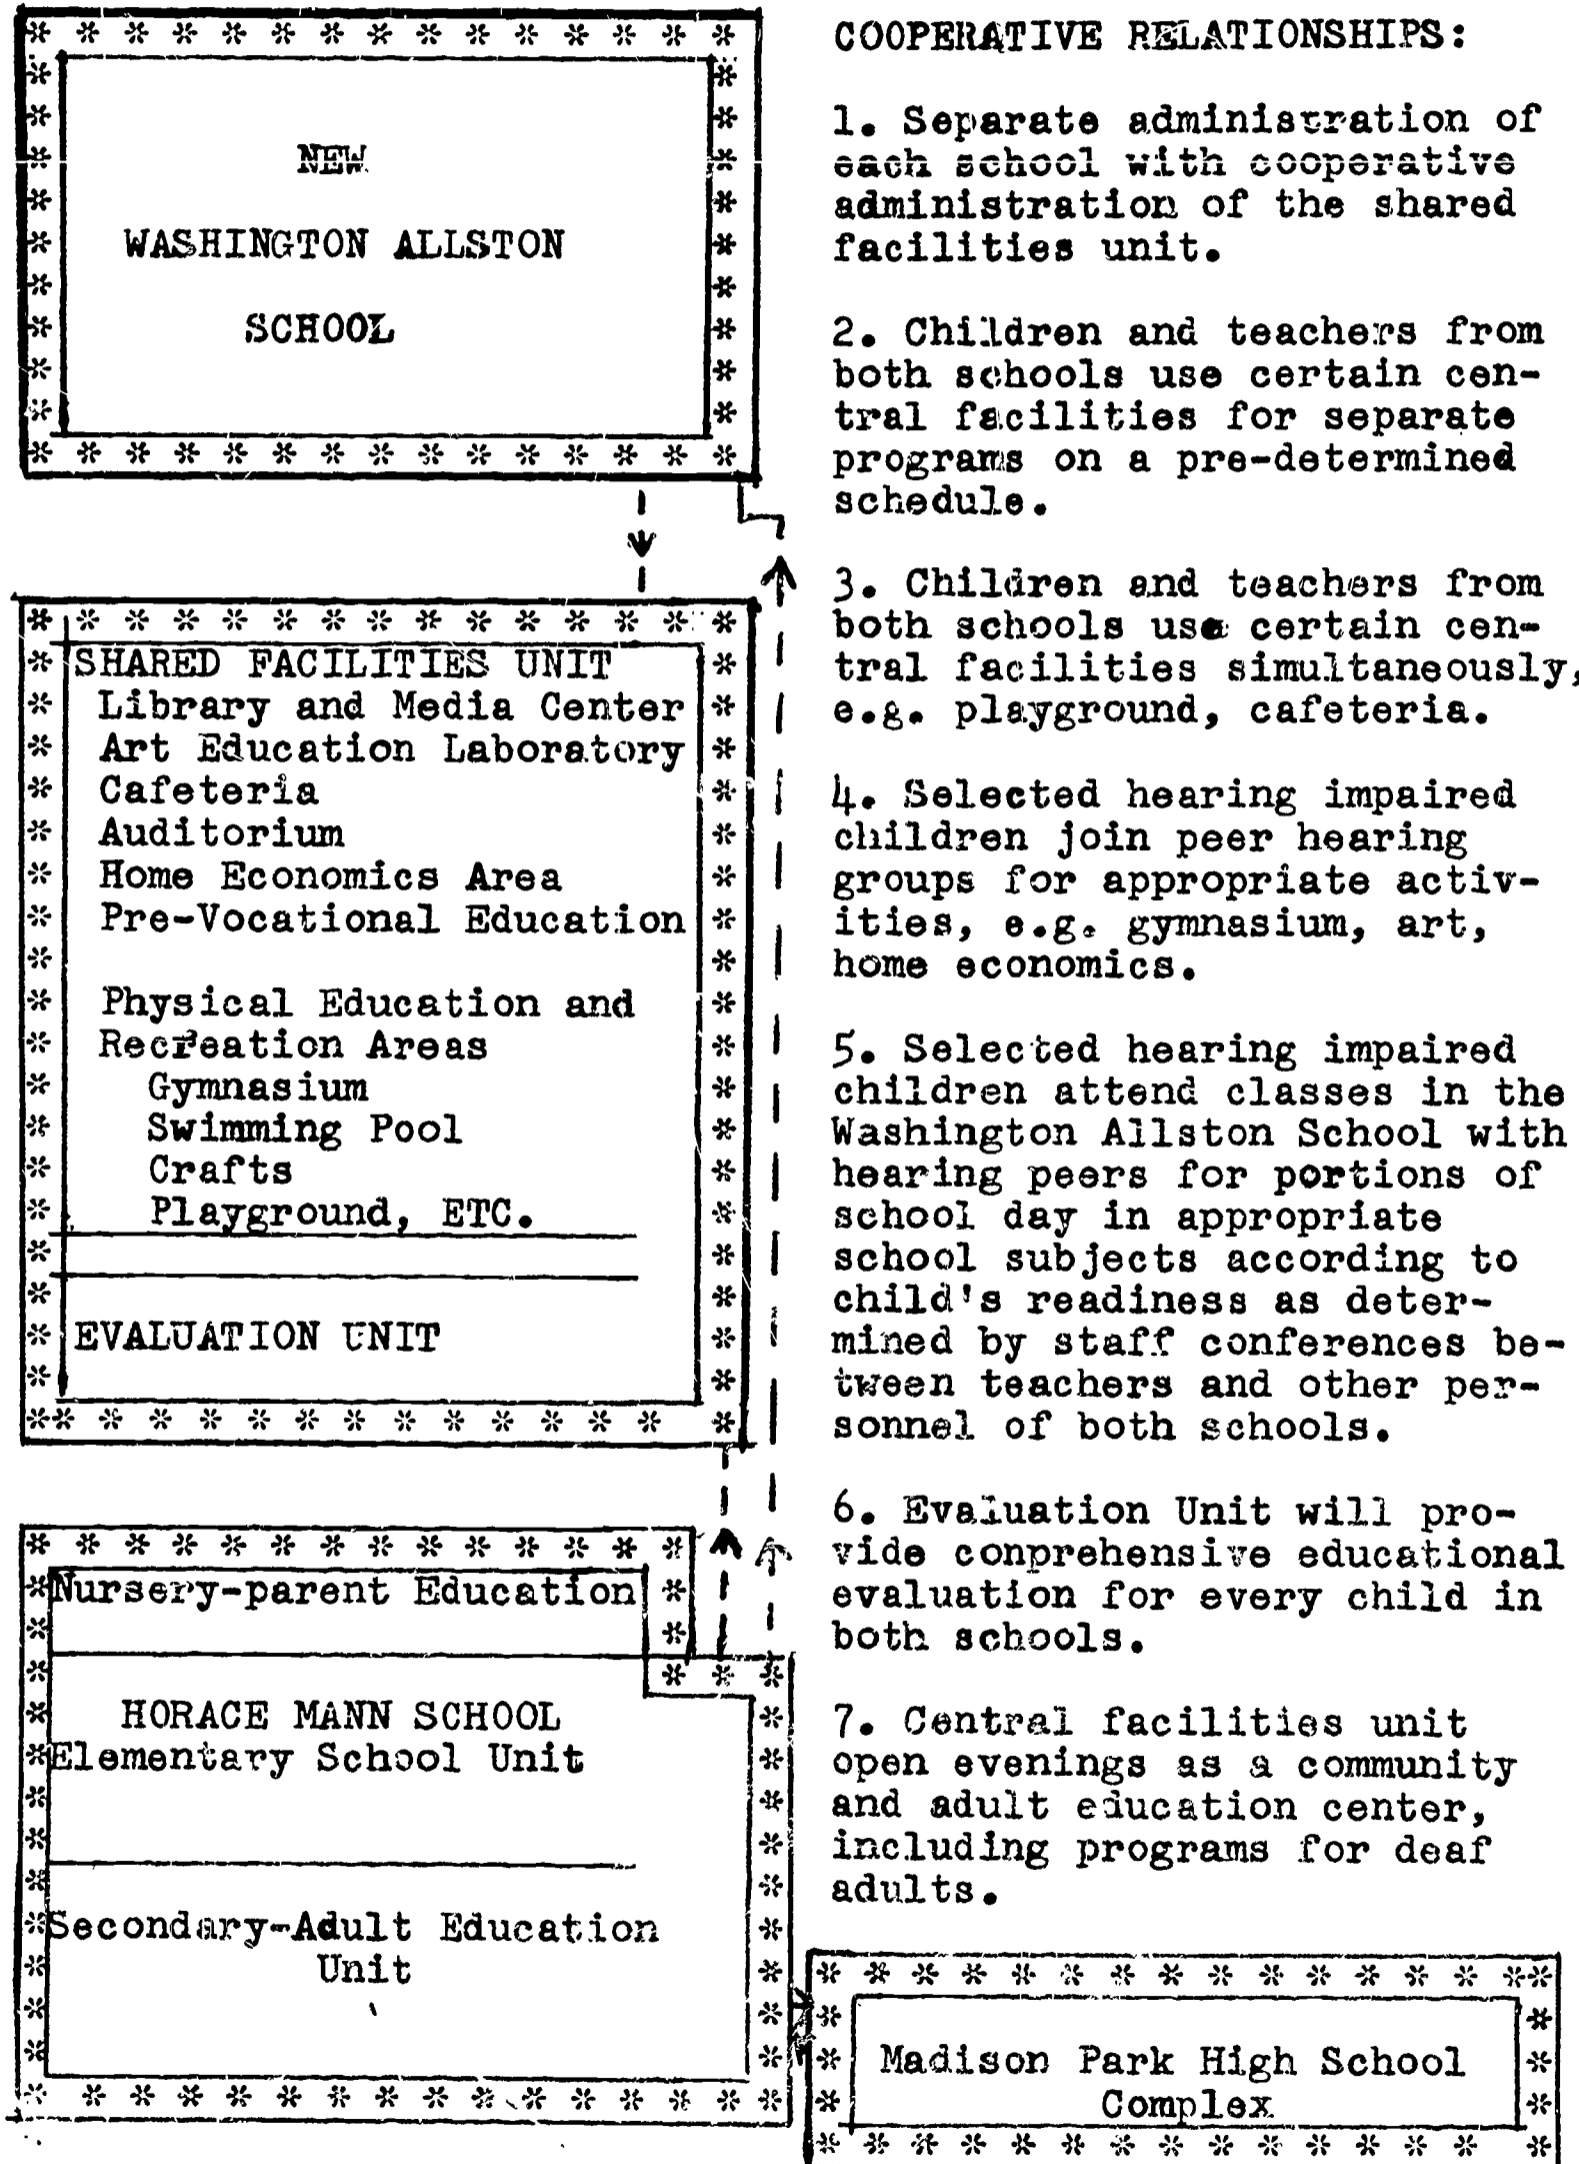 NEW
WASHINGTON ALLSTON
SCHOOL
SHARED FACILITIES UNIT
Library and Media Center
Art Education Laboratory
Cafeteria
Auditorium
Home Economics Area
Pre-Vocational Education
Physical Education and
Recreation Areas
Gymnasium
Swimming Pool
Crafts
Playground, ETC.
EVALUATION UNIT
Nursery-parent Education
HORACE MANN SCHOOL
Elementary School Unit
Secondary-Adult Education
Unit
COOPERATIVE RELATIONSHIPS:
1. Separate administration of
each school with cooperative
administration of the shared
facilities unit.
2. Children and teachers from
both schools use certain cen-
tral facilities for separate
programs on a pre-determined
schedule.
3. Children and teachers from
both schools use certain cen-
tral facilities simultaneously,
e.g. playground, cafeteria.
4. Selected hearing impaired
children join peer hearing
groups for appropriate activ-
ities, e.g. gymnasium, art,
home economics.
5. Selected hearing impaired
children attend classes in the
Washington Allston School with
hearing peers for portions of
school day in appropriate
school subjects according to
child's readiness as deter-
mined by staff conferences be-
tween teachers and other per-
sonnel of both schools.
6. Evaluation Unit will pro-
vide conprehensive educational
evaluation for every child in
both schools.
7. Central facilities unit
open evenings as a community
and adult education center,
including programs for deaf
adults.
Madison Park High School
Complex